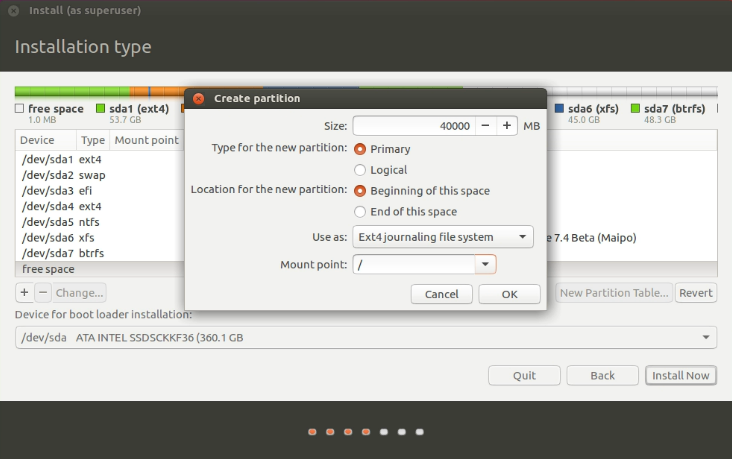 Install (as superuser)
Installation type
free space
1.0 MB
sda1 (ext4)
53.7 GB
sda6 (xfs)
45.0 GB
sda7 (btrfs)
48.3 GB
Device Type Mount point
/dev/sda1 ext4
/dev/sda2 swap
/dev/sda3 efi
/dev/sda4 ext4
/dev/sda5 ntfs
/dev/sda6 xfs
e 7.4 Beta (Maipo)
/dev/sda7 btrfs
free space
Create partition
Size: 40000 − + MB
Type for the new partition: Primary
Logical
Location for the new partition: Beginning of this space
End of this space
Use as: Ext4 journaling file system
Mount point: /
Cancel OK
+ − Change... New Partition Table... Revert
Device for boot loader installation:
/dev/sda ATA INTEL SSDSCKKF36 (360.1 GB
Quit Back Install Now